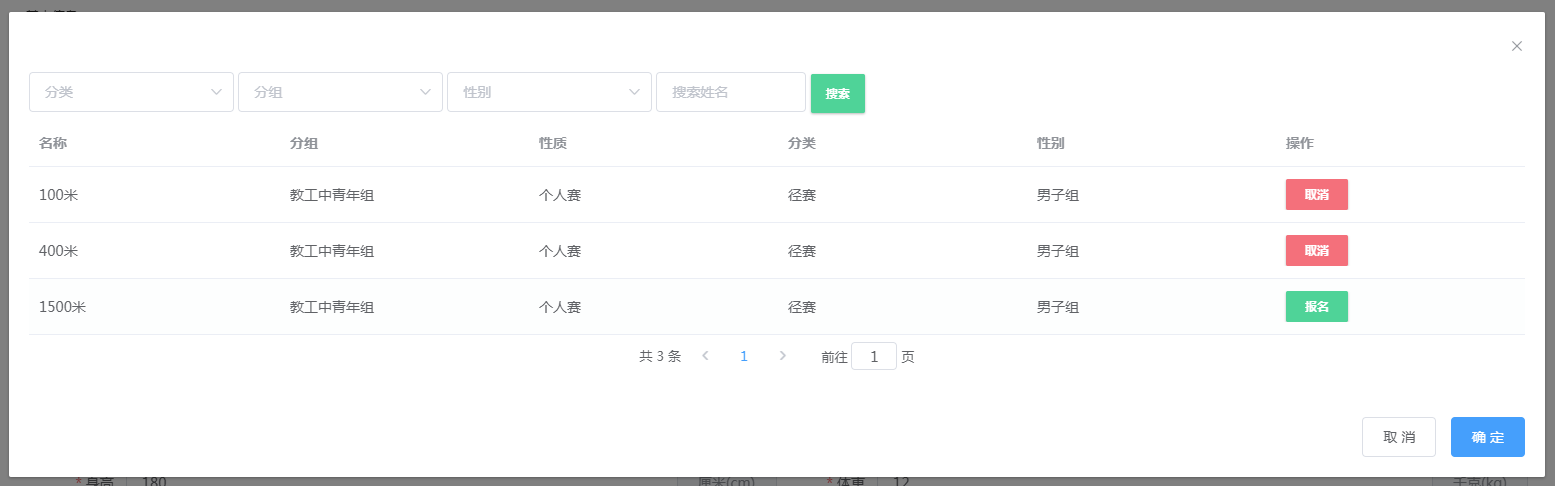 分类 分组 性别 搜索姓名 搜索
名称 分组 性质 分类 性别 操作
100米 教工中青年组 个人赛 径赛 男子组 取消
400米 教工中青年组 个人赛 径赛 男子组 取消
1500米 教工中青年组 个人赛 径赛 男子组 报名
共 3 条 1 前往 1 页
取 消 确 定
* 身高 180 厘米(cm) * 体重 12 千克(kg)